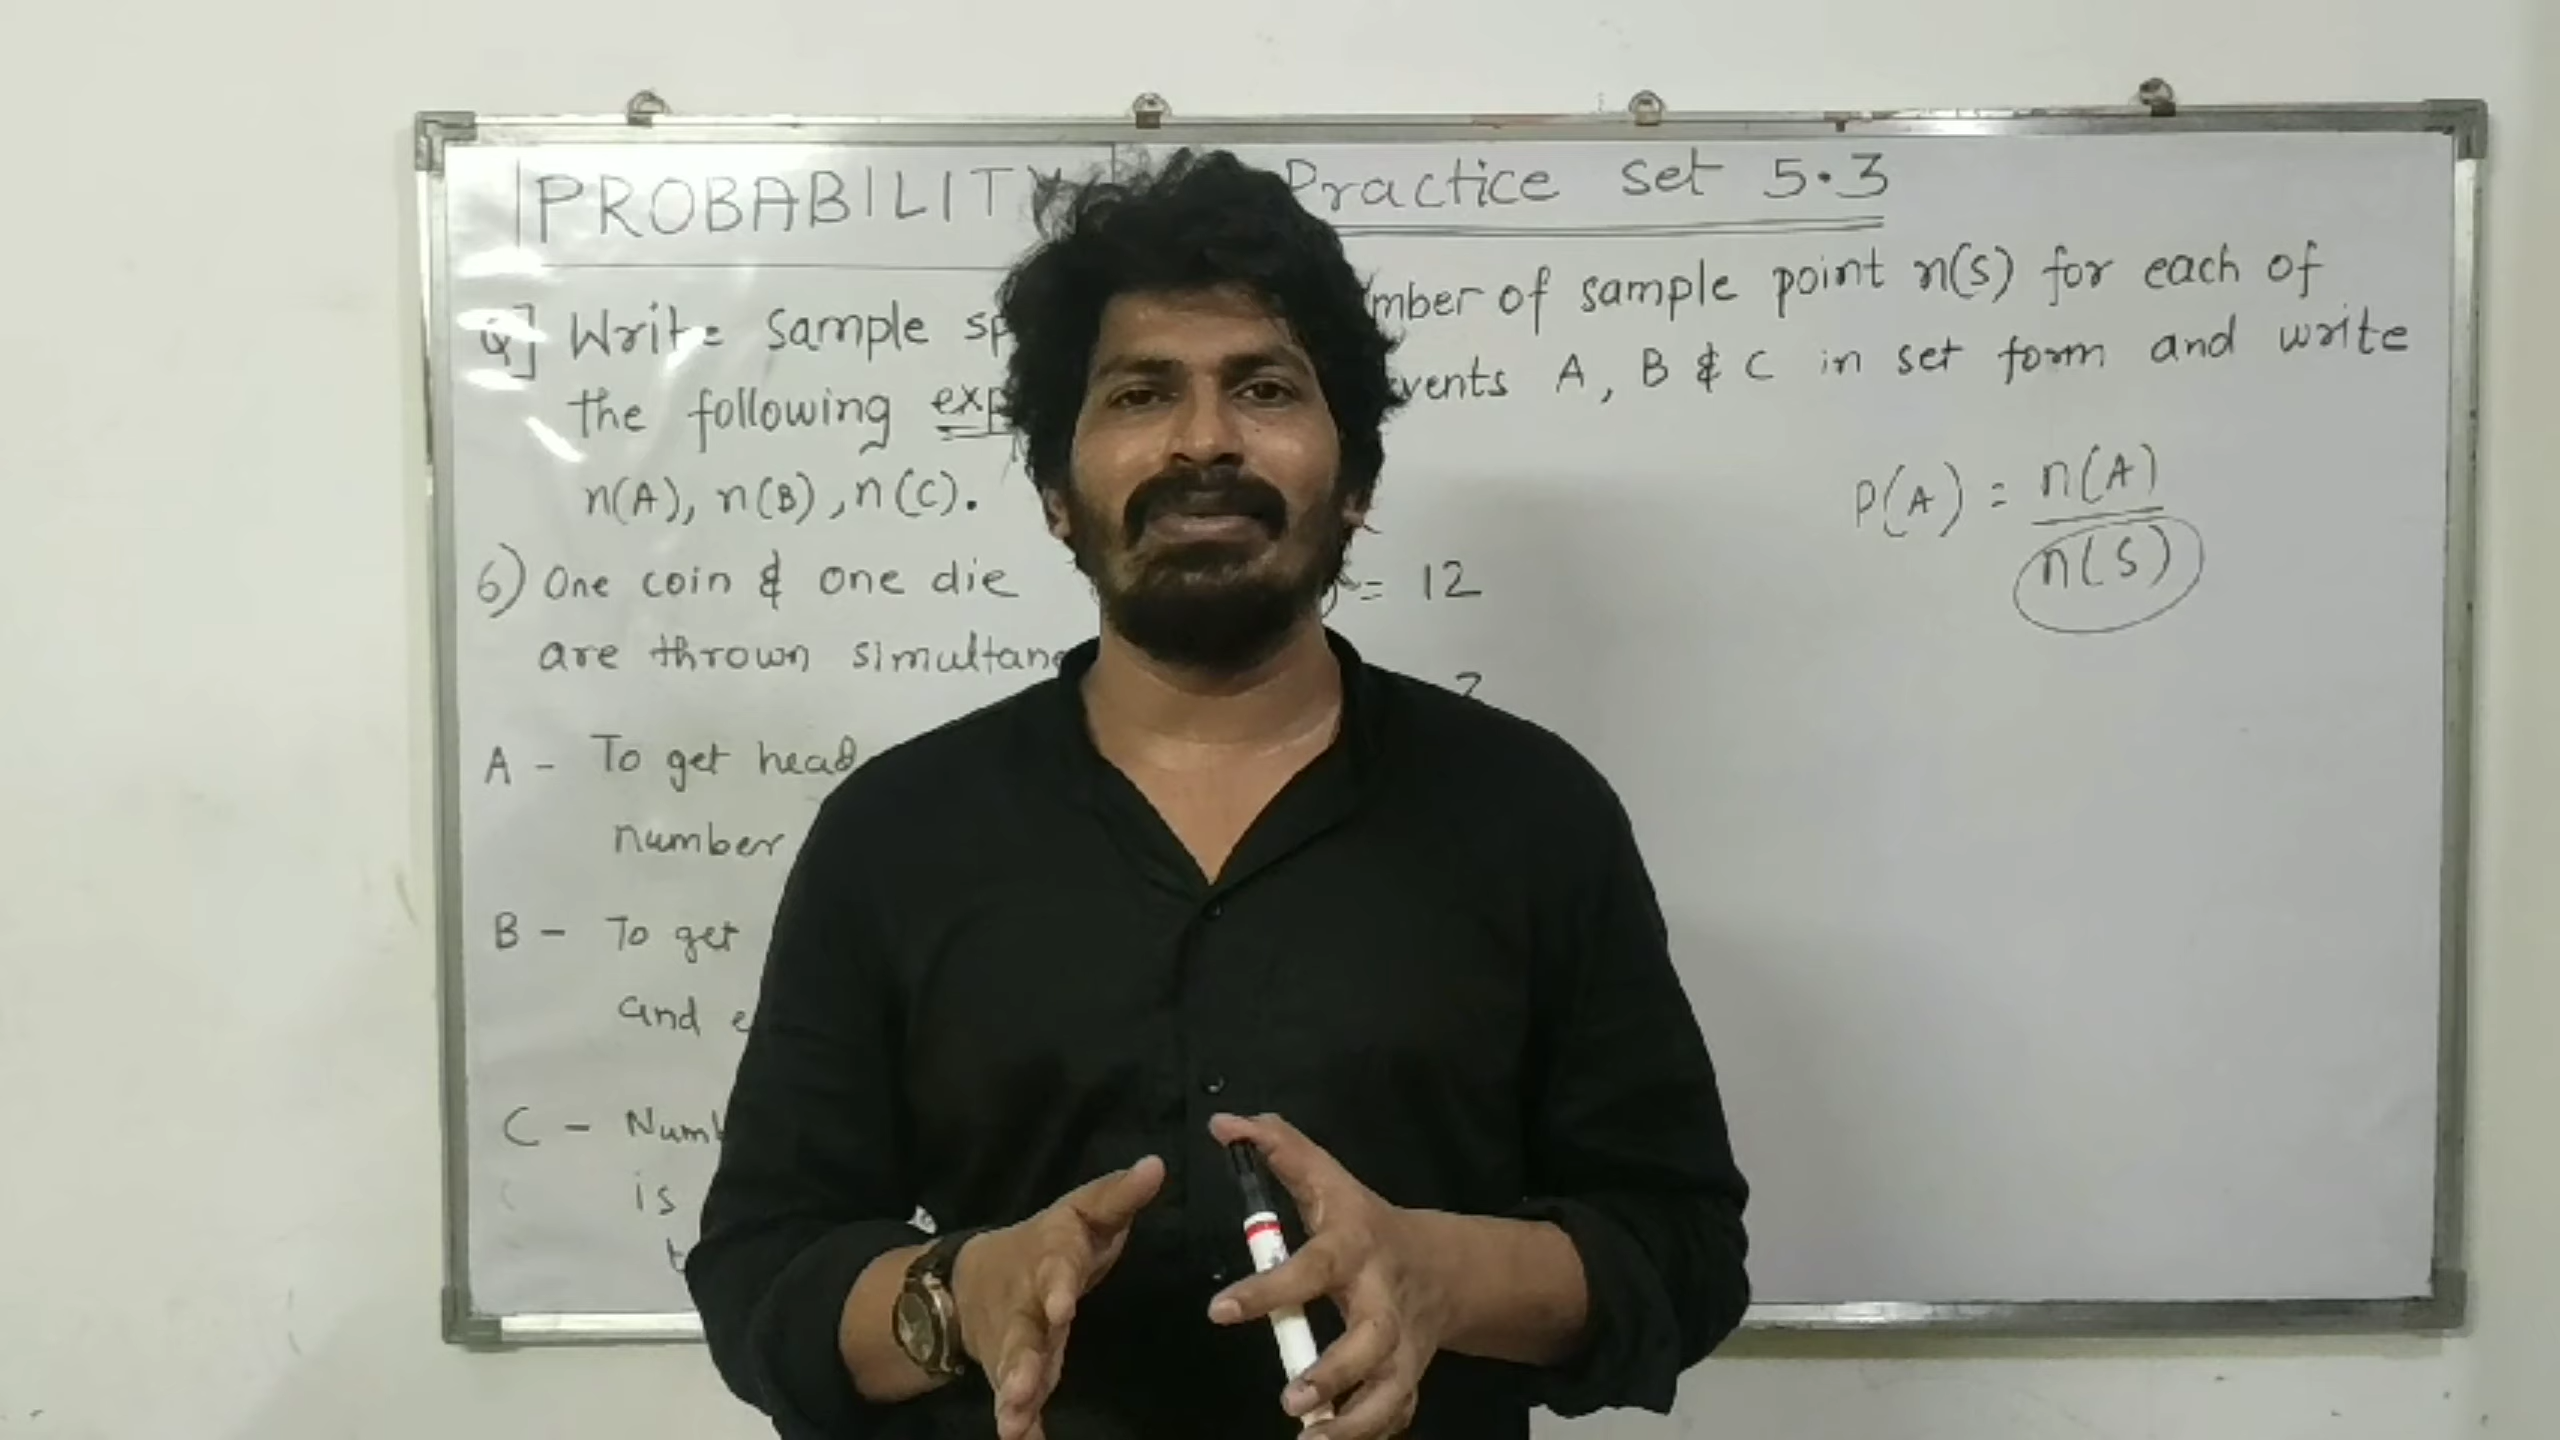 PROBABILITY Practice set 5.3
Q] Write sample sp mber of sample point n(S) for each of
the following exp vents A, B & C in set form and write
n(A), n(B), n(C).
P(A) = n(A)
n(S)
6) One coin & one die ) = 12
are thrown simultane
A - To get head
number
B - To get
and e
C - Numb
is
t